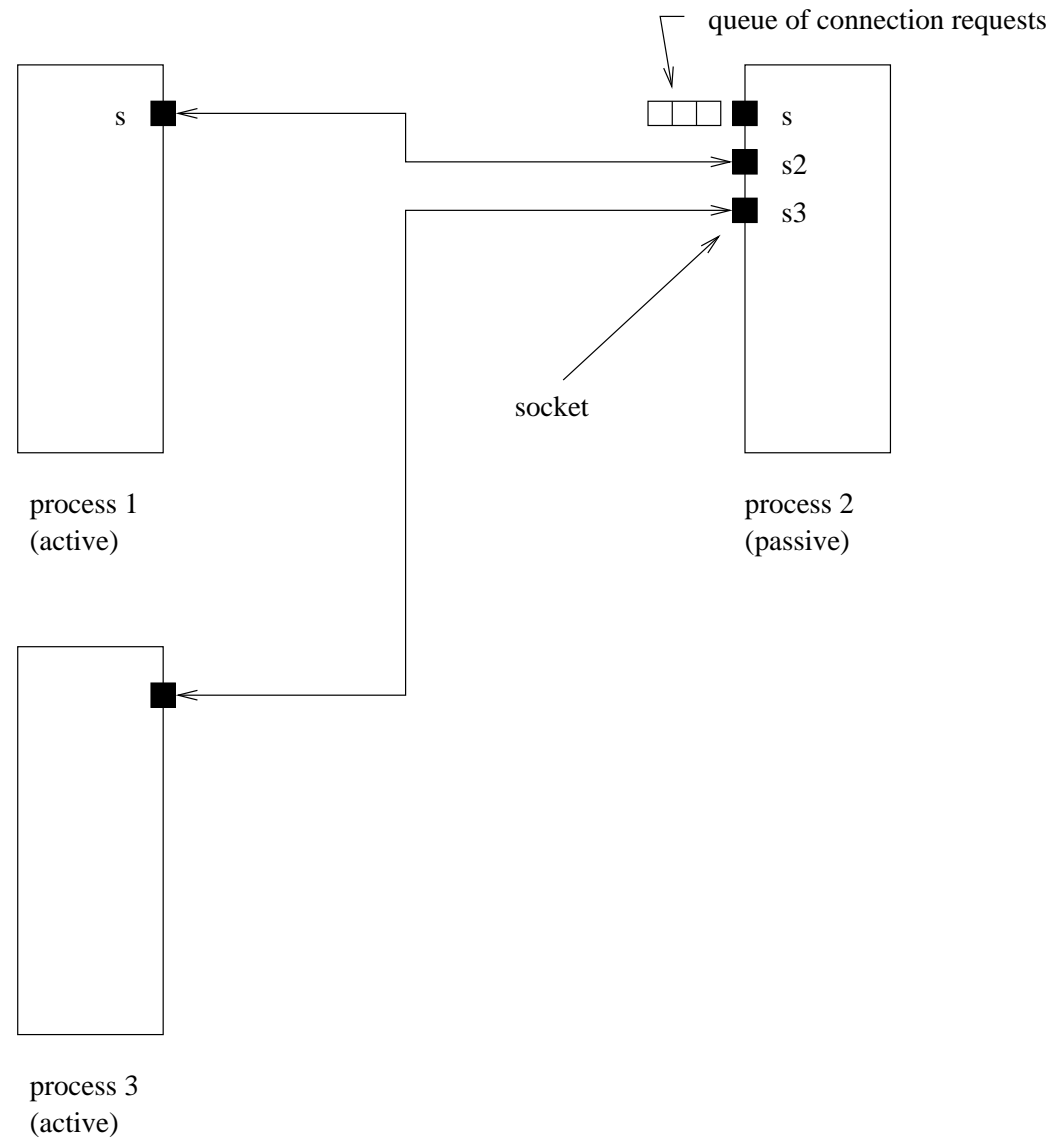 queue of connection requests
s
s
s2
s3
socket
process 1
(active)
process 2
(passive)
process 3
(active)